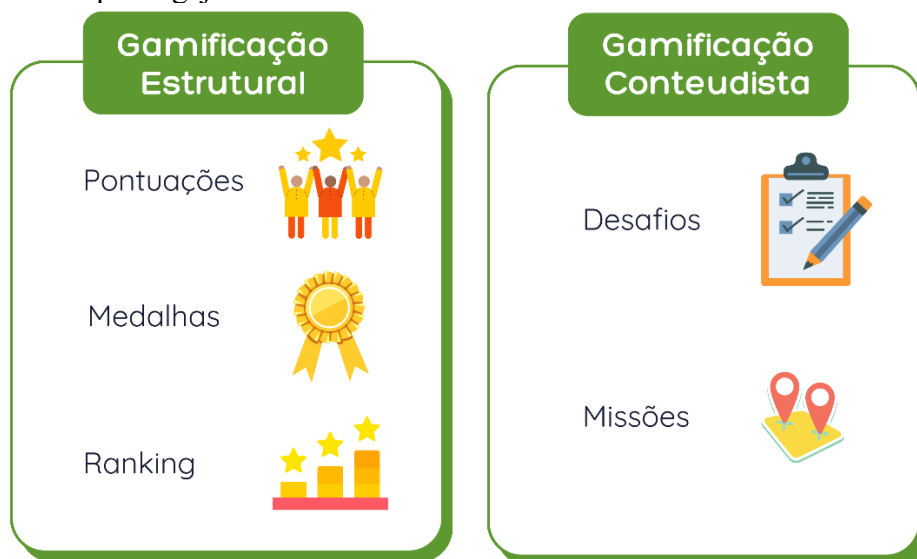 Gamificação
Estrutural
Pontuações
Medalhas
Ranking
Gamificação
Conteudista
Desafios
Missões